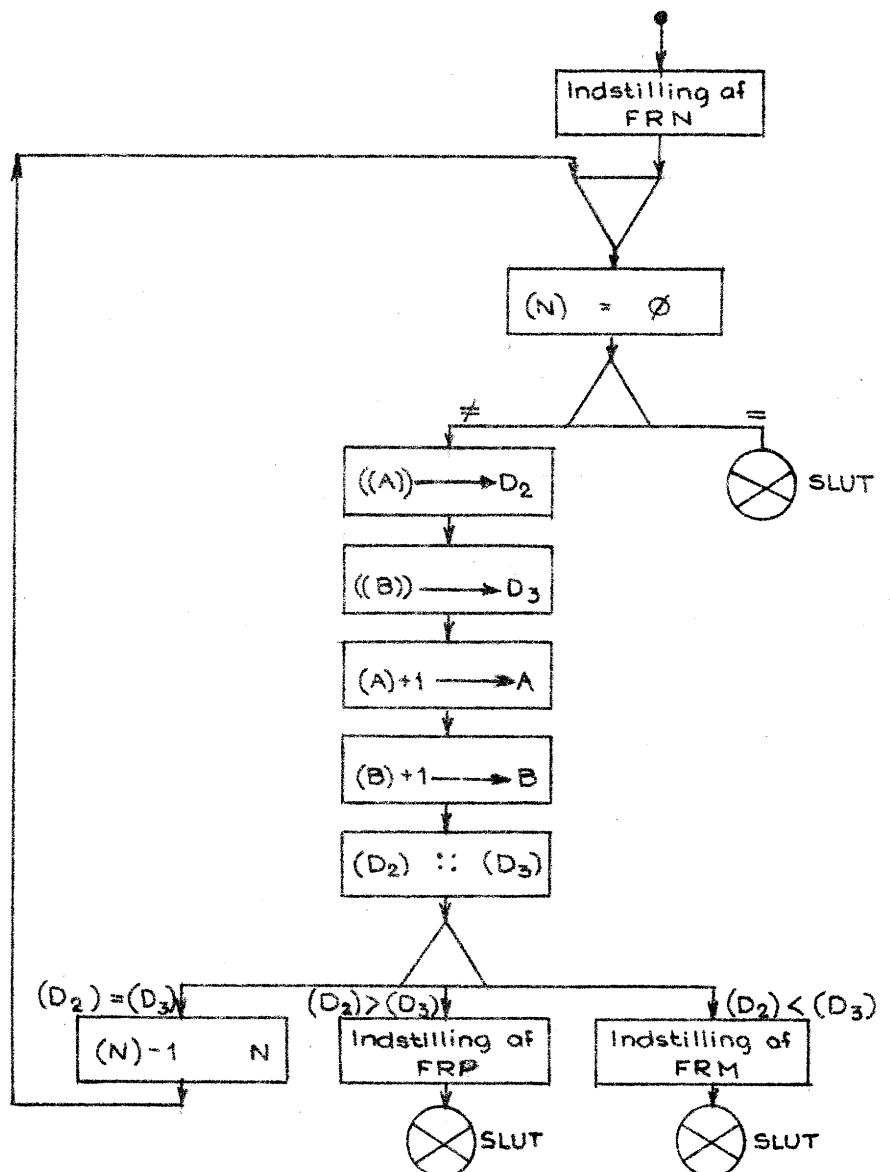 Indstilling af
FRN
(N) = Ø
≠
=
((A)) → D₂
SLUT
((B)) → D₃
(A)+1 → A
(B)+1 → B
(D₂) :: (D₃)
(D₂)=(D₃)
(D₂)>(D₃)
(D₂)<(D₃)
(N)-1 N
Indstilling af
FRP
Indstilling af
FRM
SLUT
SLUT